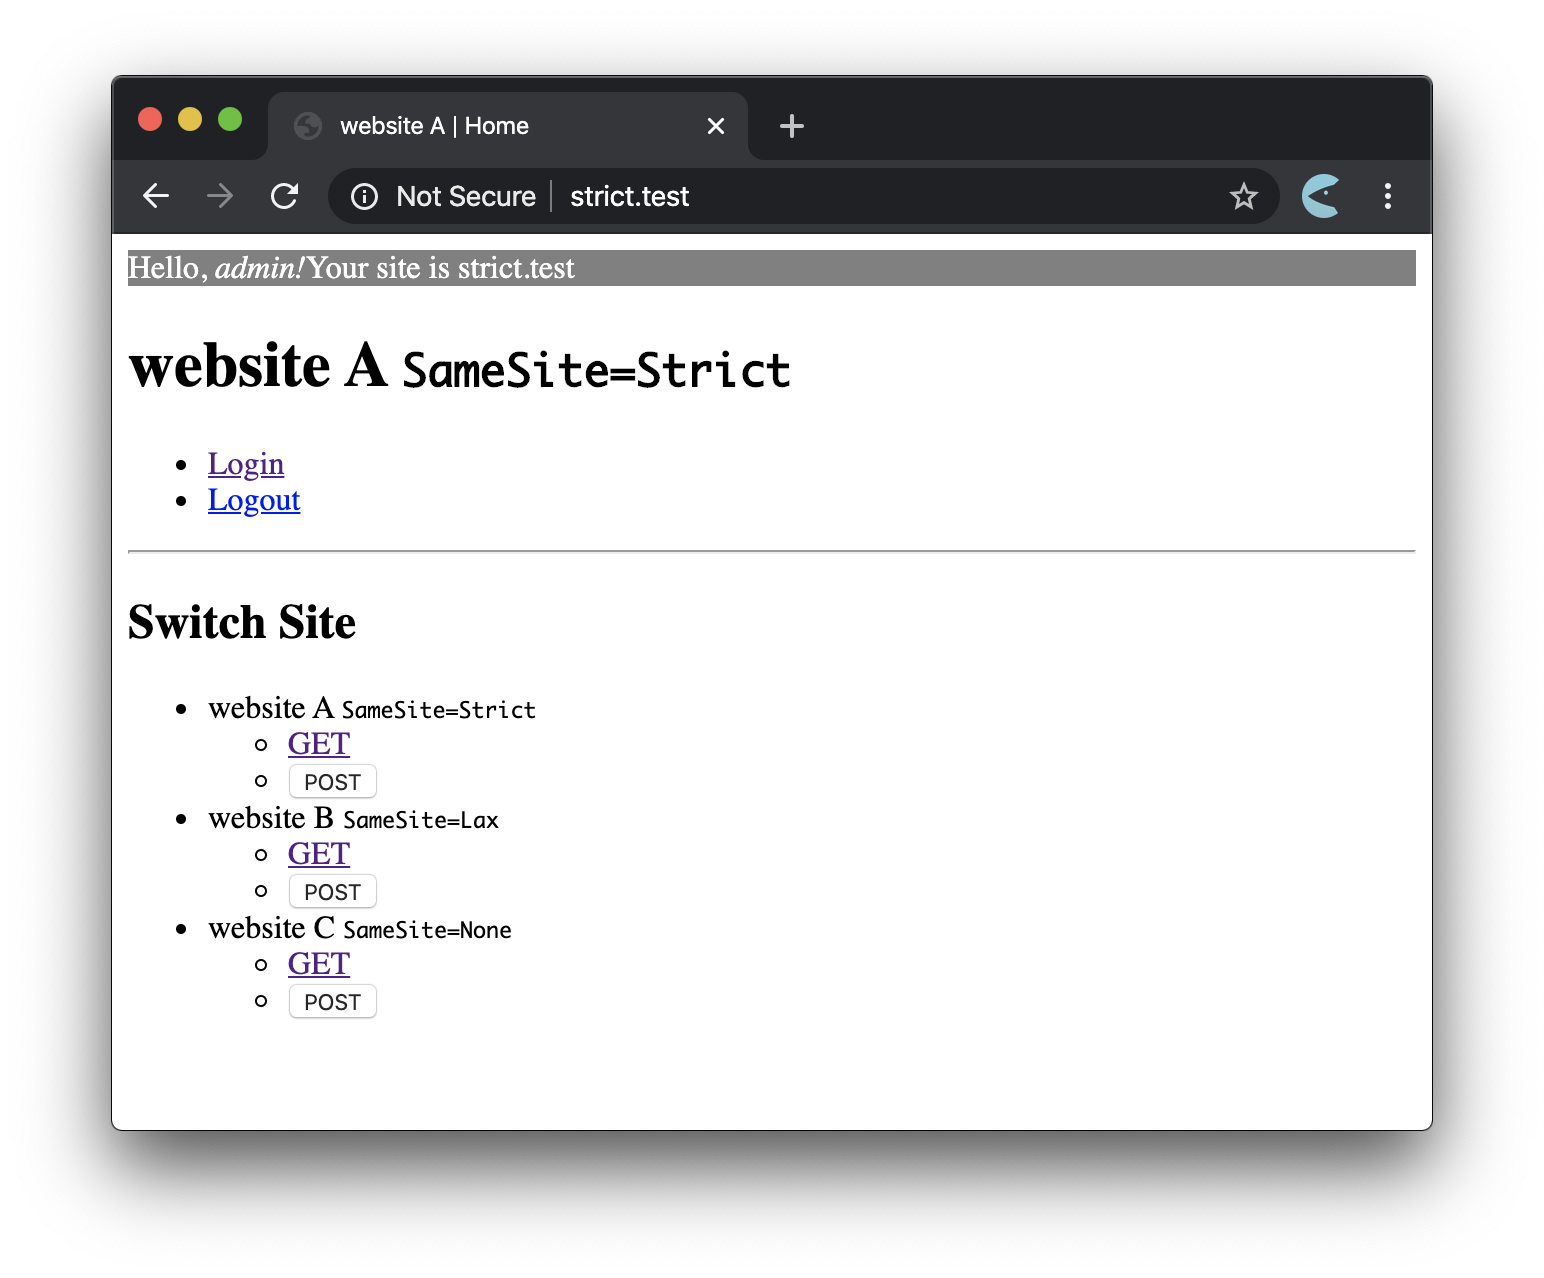 website A | Home
Not Secure | strict.test
Hello, admin!Your site is strict.test
website A SameSite=Strict
Login
Logout
Switch Site
website A SameSite=Strict
GET
POST
website B SameSite=Lax
GET
POST
website C SameSite=None
GET
POST